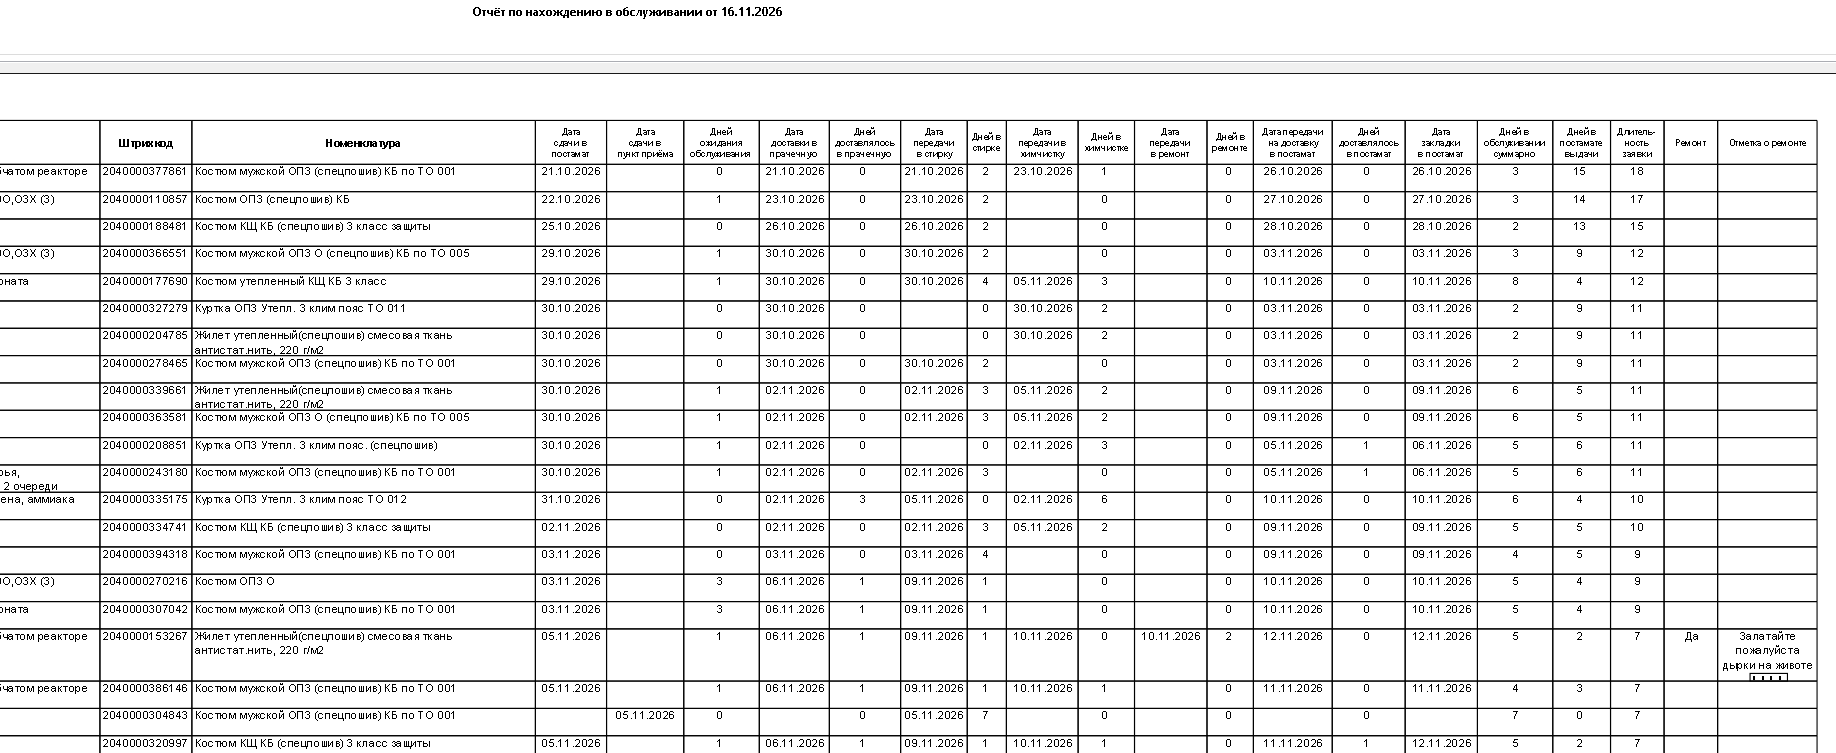 Отчёт по нахождению в обслуживании от 16.11.2026
Штрихкод Номенклатура Дата сдачи в постамат Дата сдачи в пункт приёма Дней ожидания обслуживания Дата доставки в прачечную Дней доставлялось в прачечную Дата передачи в стирку Дней в стирке Дата передачи в химчистку Дней в химчистке Дата передачи в ремонт Дней в ремонте Дата передачи на доставку в постамат Дней доставлялось в постамат Дата закладки в постамат Дней в обслуживании суммарно Дней в постамате выдачи Длитель-ность заявки Ремонт Отметка о ремонте
бчатом реакторе 2040000377861 Костюм мужской ОПЗ (спецпошив) КБ по ТО 001 21.10.2026 0 21.10.2026 0 21.10.2026 2 23.10.2026 1 0 26.10.2026 0 26.10.2026 3 15 18
Ю,ОЗХ (3) 2040000110857 Костюм ОПЗ (спецпошив) КБ 22.10.2026 1 23.10.2026 0 23.10.2026 2 0 0 27.10.2026 0 27.10.2026 3 14 17
2040000188481 Костюм КЩ КБ (спецпошив) 3 класс защиты 25.10.2026 0 26.10.2026 0 26.10.2026 2 0 0 28.10.2026 0 28.10.2026 2 13 15
Ю,ОЗХ (3) 2040000366551 Костюм мужской ОПЗ О (спецпошив) КБ по ТО 005 29.10.2026 1 30.10.2026 0 30.10.2026 2 0 0 03.11.2026 0 03.11.2026 3 9 12
оната 2040000177690 Костюм утепленный КЩ КБ 3 класс 29.10.2026 1 30.10.2026 0 30.10.2026 4 05.11.2026 3 0 10.11.2026 0 10.11.2026 8 4 12
2040000327279 Куртка ОПЗ Утепл. 3 клим пояс ТО 011 30.10.2026 0 30.10.2026 0 0 30.10.2026 2 0 03.11.2026 0 03.11.2026 2 9 11
2040000204785 Жилет утепленный(спецпошив) смесовая ткань 30.10.2026 0 30.10.2026 0 0 30.10.2026 2 0 03.11.2026 0 03.11.2026 2 9 11
антистат.нить, 220 г/м2
2040000278465 Костюм мужской ОПЗ (спецпошив) КБ по ТО 001 30.10.2026 0 30.10.2026 0 30.10.2026 2 0 0 03.11.2026 0 03.11.2026 2 9 11
2040000339661 Жилет утепленный(спецпошив) смесовая ткань 30.10.2026 1 02.11.2026 0 02.11.2026 3 05.11.2026 2 0 09.11.2026 0 09.11.2026 6 5 11
антистат.нить, 220 г/м2
2040000363581 Костюм мужской ОПЗ О (спецпошив) КБ по ТО 005 30.10.2026 1 02.11.2026 0 02.11.2026 3 05.11.2026 2 0 09.11.2026 0 09.11.2026 6 5 11
2040000208851 Куртка ОПЗ Утепл. 3 клим пояс. (спецпошив) 30.10.2026 1 02.11.2026 0 0 02.11.2026 3 0 05.11.2026 1 06.11.2026 5 6 11
рья, 2040000243180 Костюм мужской ОПЗ (спецпошив) КБ по ТО 001 30.10.2026 1 02.11.2026 0 02.11.2026 3 0 0 05.11.2026 1 06.11.2026 5 6 11
2 очереди
ена, аммиака 2040000335175 Куртка ОПЗ Утепл. 3 клим пояс ТО 012 31.10.2026 0 02.11.2026 3 05.11.2026 0 02.11.2026 6 0 10.11.2026 0 10.11.2026 6 4 10
2040000334741 Костюм КЩ КБ (спецпошив) 3 класс защиты 02.11.2026 0 02.11.2026 0 02.11.2026 3 05.11.2026 2 0 09.11.2026 0 09.11.2026 5 5 10
2040000394318 Костюм мужской ОПЗ (спецпошив) КБ по ТО 001 03.11.2026 0 03.11.2026 0 03.11.2026 4 0 0 09.11.2026 0 09.11.2026 4 5 9
Ю,ОЗХ (3) 2040000270216 Костюм ОПЗ О 03.11.2026 3 06.11.2026 1 09.11.2026 1 0 0 10.11.2026 0 10.11.2026 5 4 9
оната 2040000307042 Костюм мужской ОПЗ (спецпошив) КБ по ТО 001 03.11.2026 3 06.11.2026 1 09.11.2026 1 0 0 10.11.2026 0 10.11.2026 5 4 9
бчатом реакторе 2040000153267 Жилет утепленный(спецпошив) смесовая ткань 05.11.2026 1 06.11.2026 1 09.11.2026 1 10.11.2026 0 10.11.2026 2 12.11.2026 0 12.11.2026 5 2 7 Да Залатайте
антистат.нить, 220 г/м2 пожалуйста
дырки на животе
бчатом реакторе 2040000386146 Костюм мужской ОПЗ (спецпошив) КБ по ТО 001 05.11.2026 1 06.11.2026 1 09.11.2026 1 10.11.2026 1 0 11.11.2026 0 11.11.2026 4 3 7
2040000304843 Костюм мужской ОПЗ (спецпошив) КБ по ТО 001 05.11.2026 0 0 05.11.2026 7 0 0 0 7 0 7
2040000320997 Костюм КЩ КБ (спецпошив) 3 класс защиты 05.11.2026 1 06.11.2026 1 09.11.2026 1 10.11.2026 1 0 11.11.2026 1 12.11.2026 5 2 7